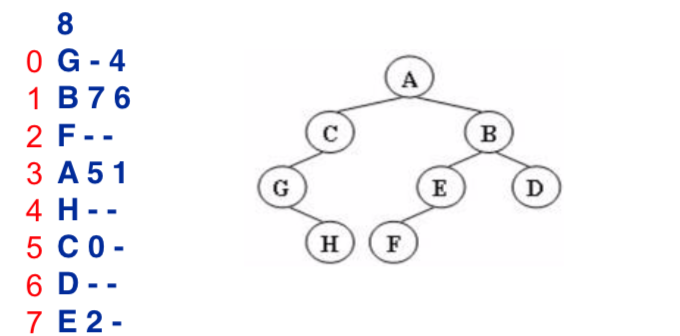 8
0 G - 4
1 B 7 6
2 F - -
3 A 5 1
4 H - -
5 C 0 -
6 D - -
7 E 2 -
A
C B
G E D
H F